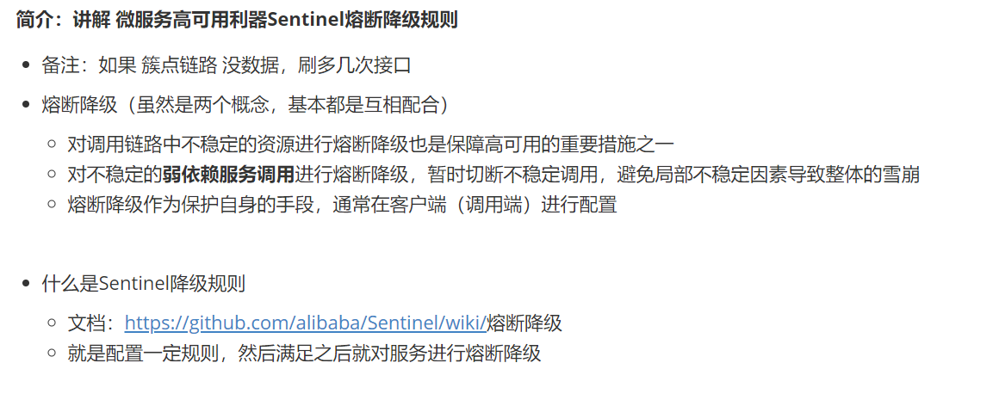 简介：讲解 微服务高可用利器Sentinel熔断降级规则
备注：如果 簇点链路 没数据，刷多几次接口
熔断降级（虽然是两个概念，基本都是互相配合）
对调用链路中不稳定的资源进行熔断降级也是保障高可用的重要措施之一
对不稳定的弱依赖服务调用进行熔断降级，暂时切断不稳定调用，避免局部不稳定因素导致整体的雪崩
熔断降级作为保护自身的手段，通常在客户端（调用端）进行配置
什么是Sentinel降级规则
文档：https://github.com/alibaba/Sentinel/wiki/熔断降级
就是配置一定规则，然后满足之后就对服务进行熔断降级